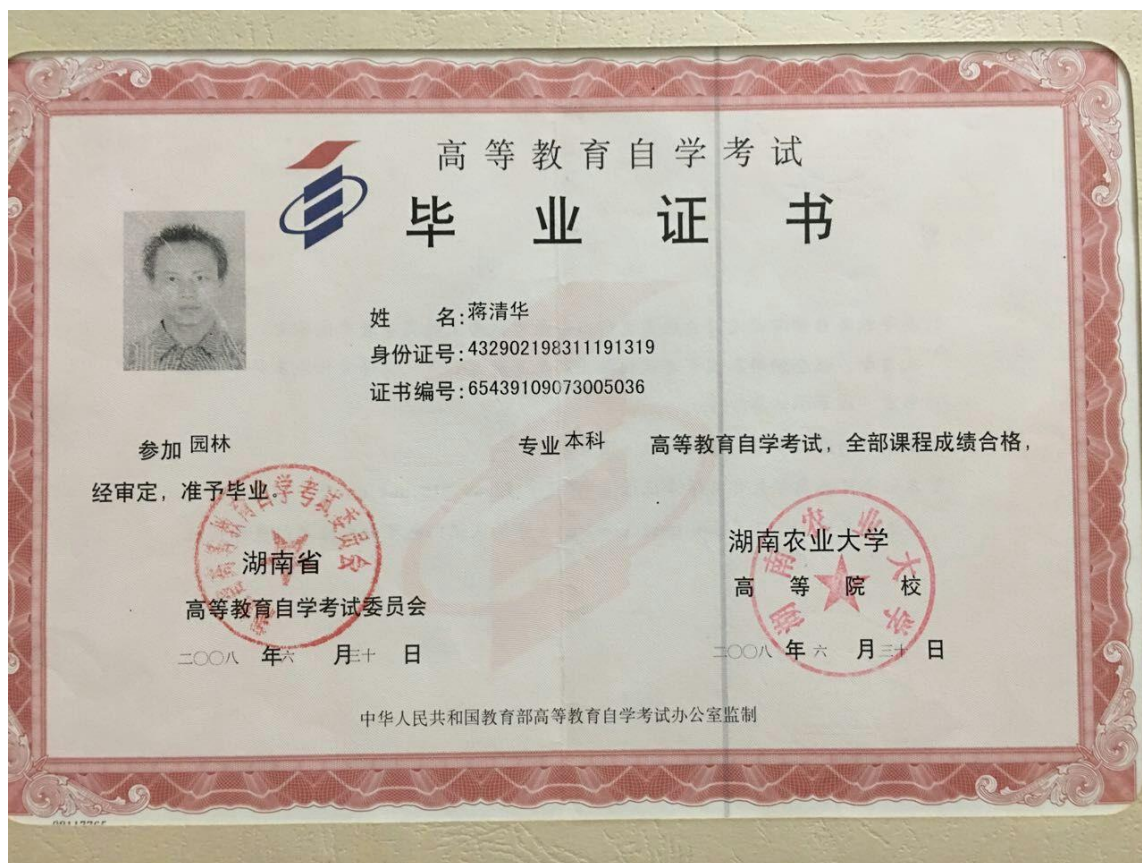 高等教育自学考试
毕业证书
姓 名:蒋清华
身份证号:432902198311191319
证书编号:65439109073005036
参加 园林 专业 本科 高等教育自学考试,全部课程成绩合格,
经审定,准予毕业。
湖南省
高等教育自学考试委员会
二〇〇八 年 六 月 三十 日
湖南农业大学
高等院校
湖南农业大学
二〇〇八 年 六 月 三十 日
中华人民共和国教育部高等教育自学考试办公室监制